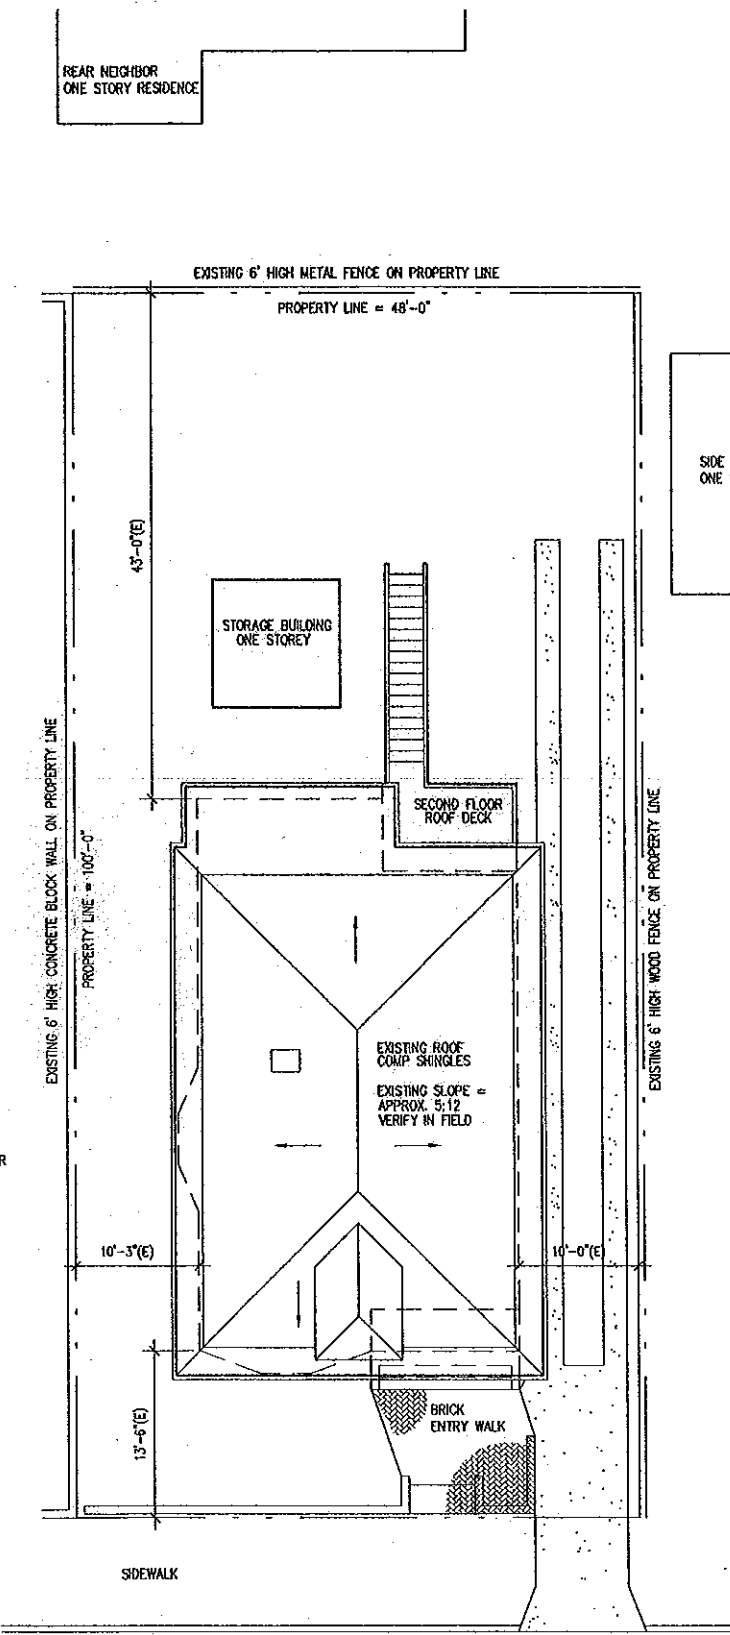 REAR NEIGHBOR
ONE STORY RESIDENCE
EXISTING 6' HIGH METAL FENCE ON PROPERTY LINE
PROPERTY LINE = 48'-0"
SIDE
ONE
43'-0"(E)
STORAGE BUILDING
ONE STOREY
EXISTING 6' HIGH CONCRETE BLOCK WALL ON PROPERTY LINE
PROPERTY LINE = 100'-0"
SECOND FLOOR
ROOF DECK
EXISTING 6' HIGH WOOD FENCE ON PROPERTY LINE
EXISTING ROOF
COMP SHINGLES
EXISTING SLOPE =
APPROX. 5:12
VERIFY IN FIELD
R
10'-3"(E)
10'-0"(E)
13'-6"(E)
BRICK
ENTRY WALK
SIDEWALK